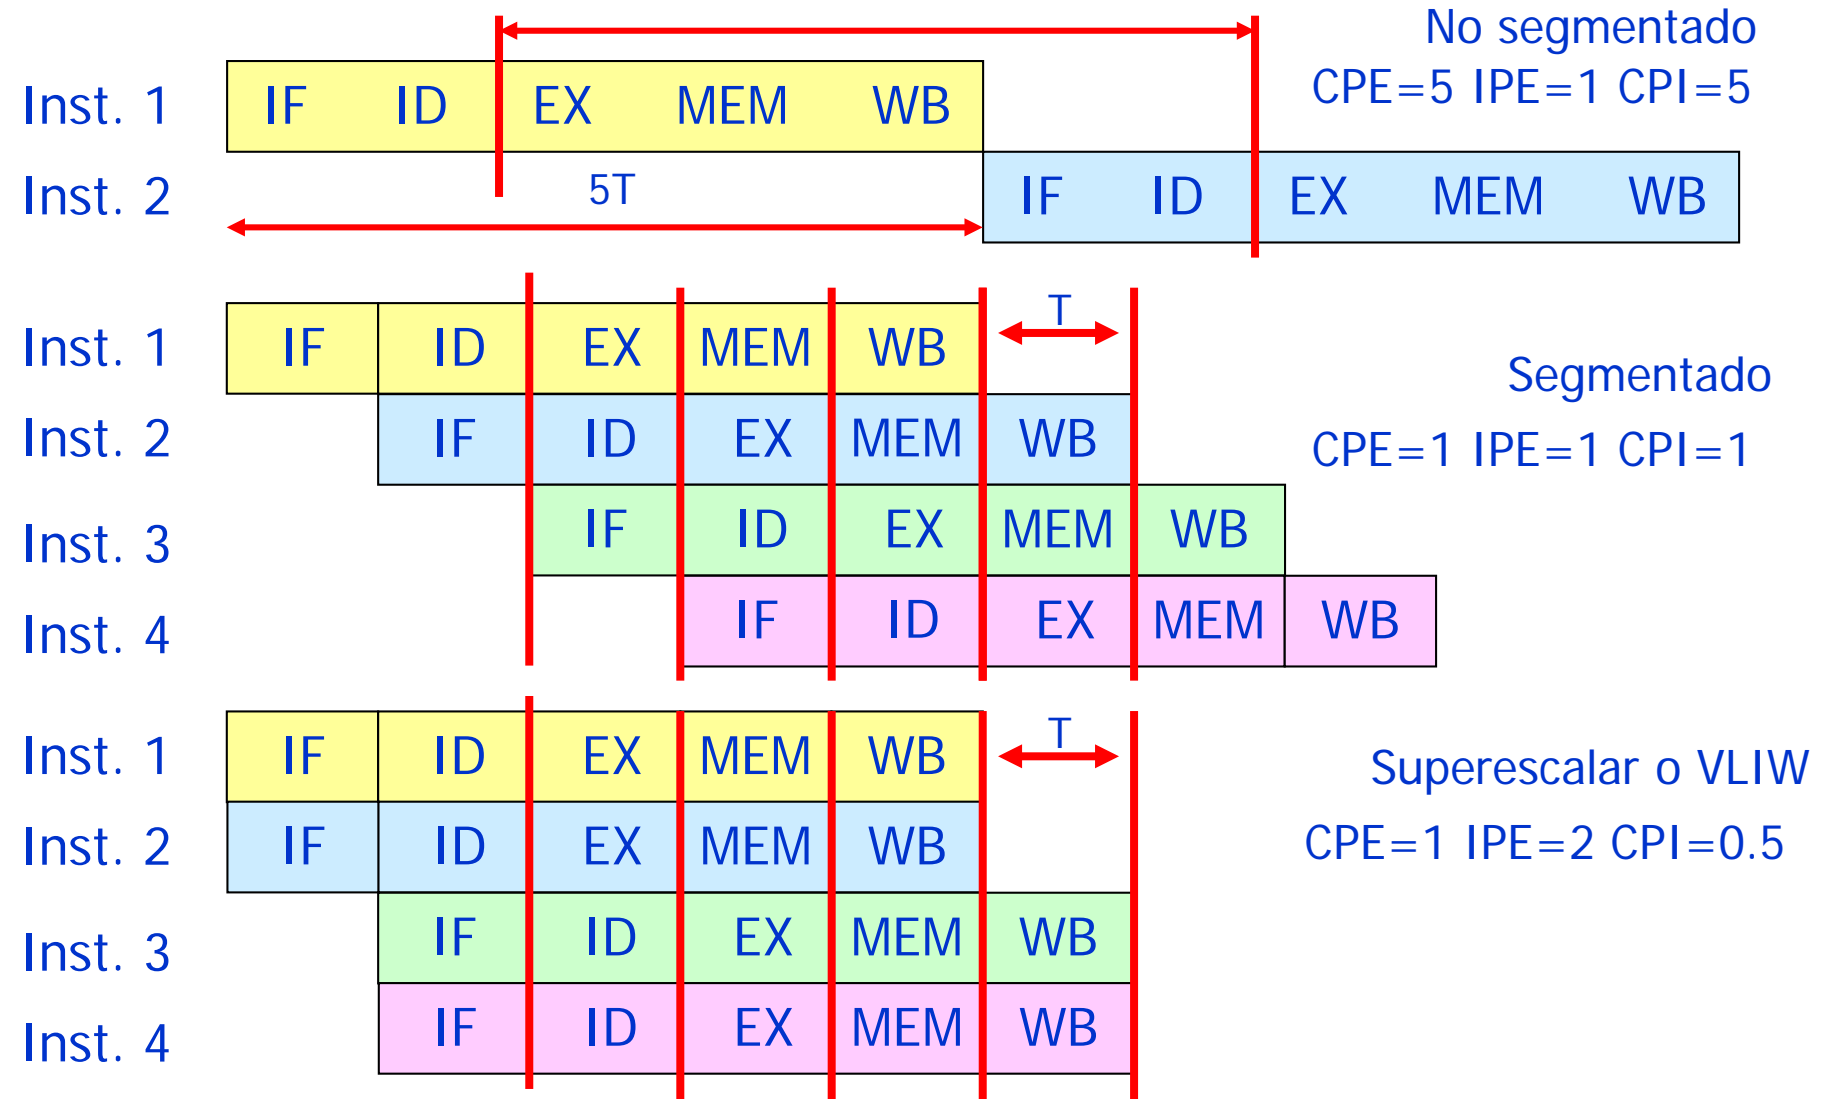 No segmentado
CPE=5 IPE=1 CPI=5
Inst. 1 IF ID EX MEM WB
Inst. 2 5T IF ID EX MEM WB
T
Inst. 1 IF ID EX MEM WB
Segmentado
Inst. 2 IF ID EX MEM WB
CPE=1 IPE=1 CPI=1
Inst. 3 IF ID EX MEM WB
Inst. 4 IF ID EX MEM WB
T
Inst. 1 IF ID EX MEM WB
Superescalar o VLIW
Inst. 2 IF ID EX MEM WB
CPE=1 IPE=2 CPI=0.5
Inst. 3 IF ID EX MEM WB
Inst. 4 IF ID EX MEM WB